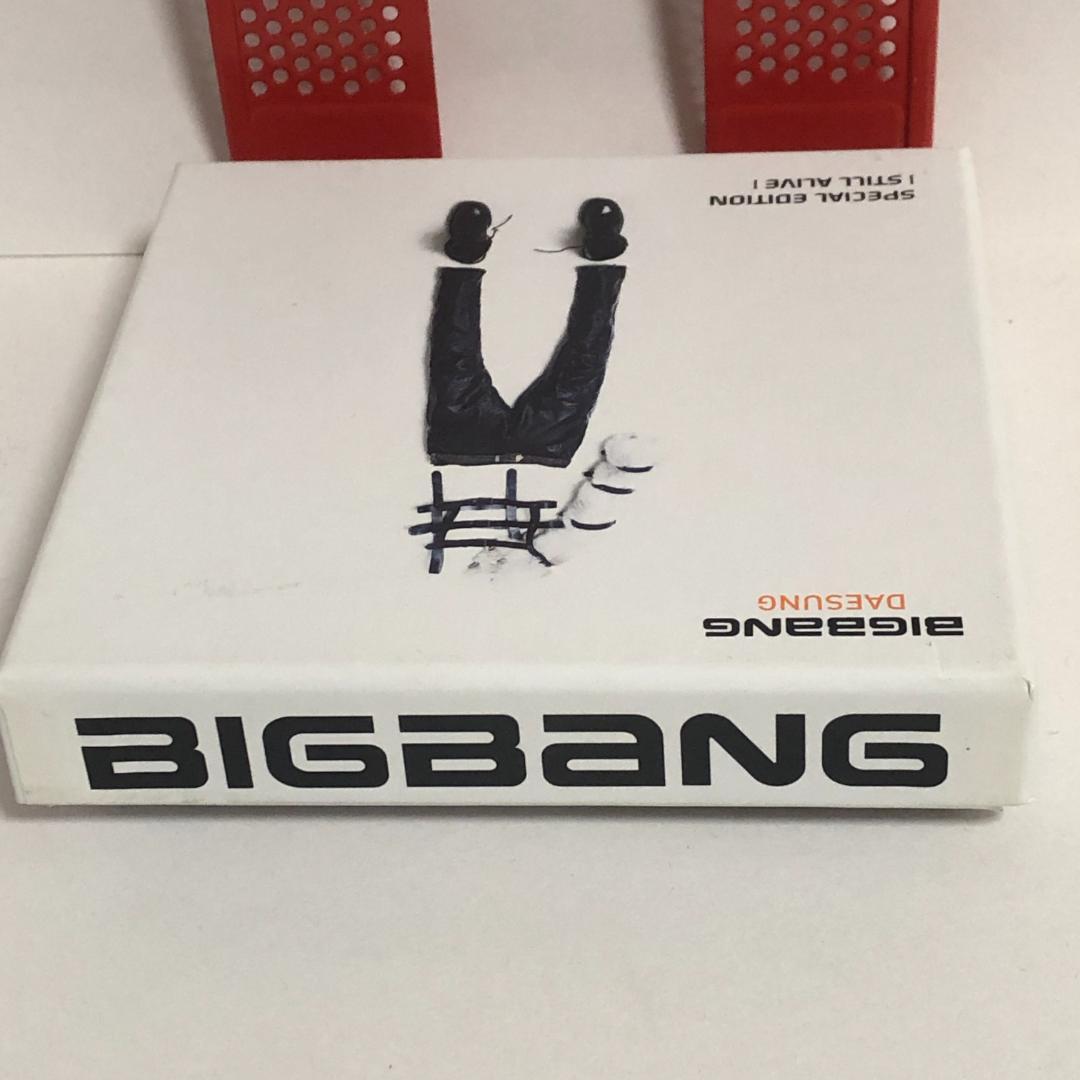 SPECIAL EDITION
| STILL ALIVE |
BIGBANG
DAESUNG
BIGBANG